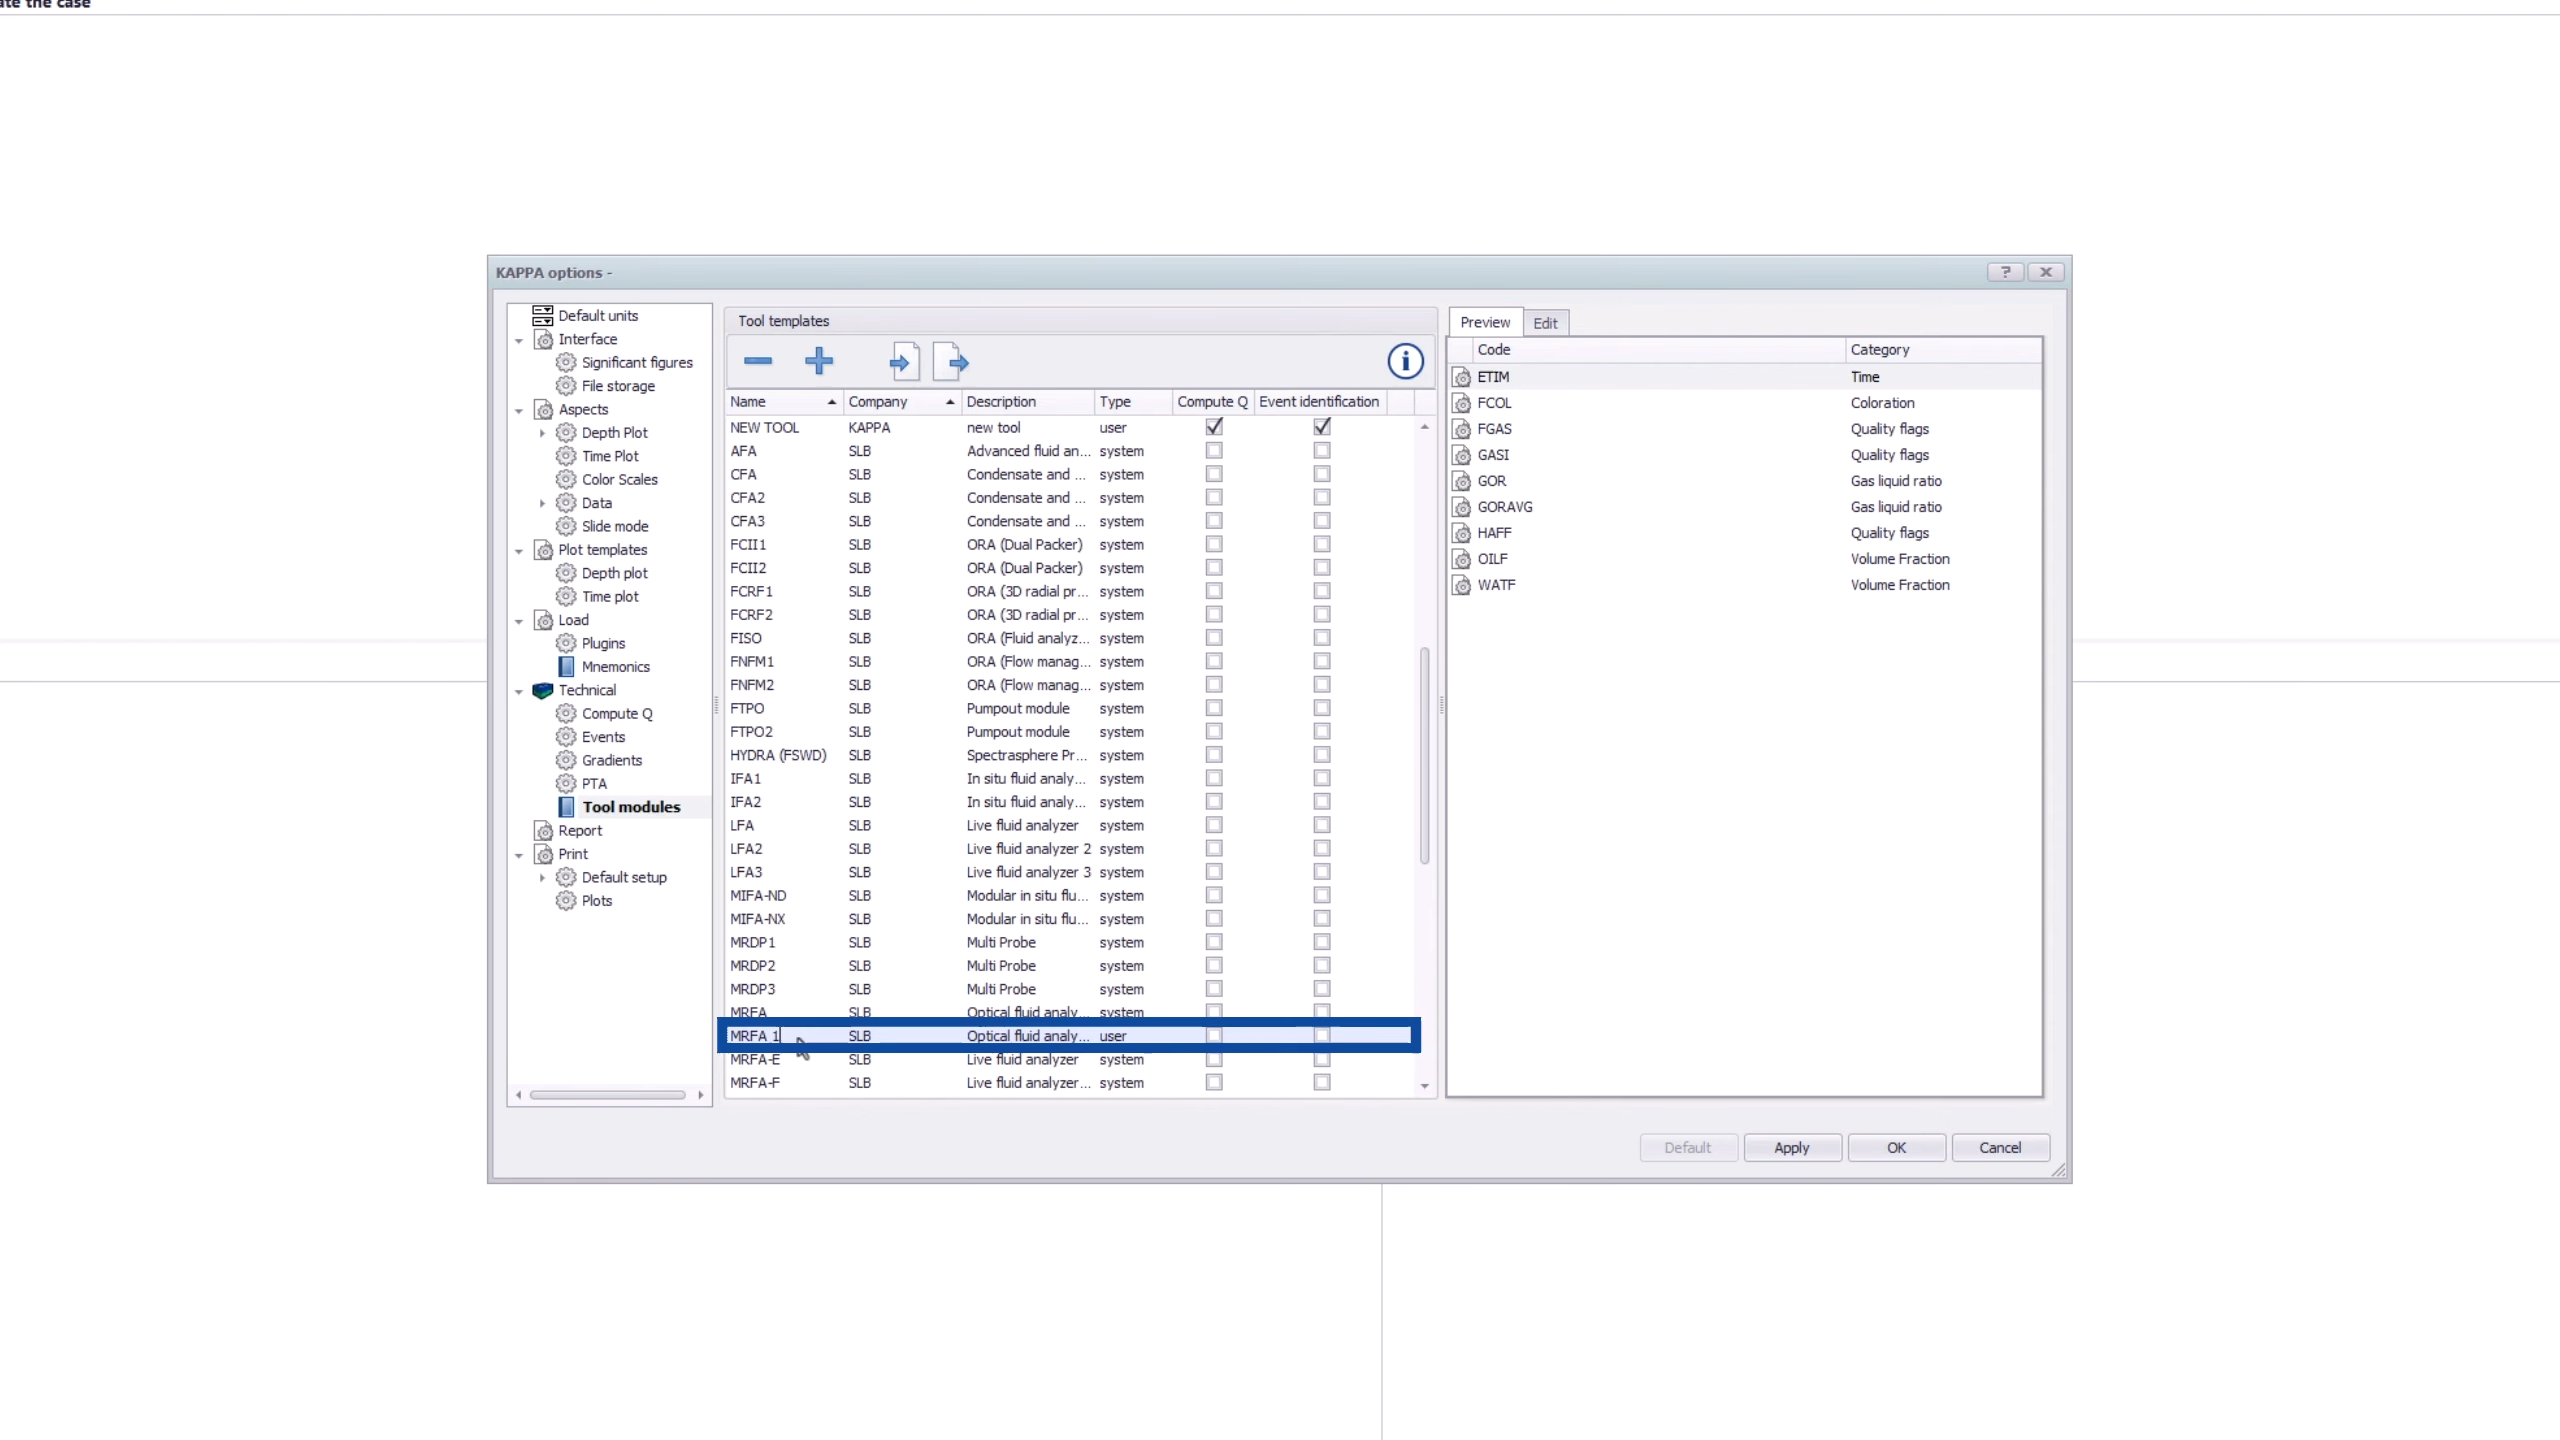 ate the case
KAPPA options -
Default units
Interface
Significant figures
File storage
Aspects
Depth Plot
Time Plot
Color Scales
Data
Slide mode
Plot templates
Depth plot
Time plot
Load
Plugins
Mnemonics
Technical
Compute Q
Events
Gradients
PTA
Tool modules
Report
Print
Default setup
Plots
Tool templates
Name Company Description Type Compute Q Event identification
NEW TOOL KAPPA new tool user
AFA SLB Advanced fluid an... system
CFA SLB Condensate and ... system
CFA2 SLB Condensate and ... system
CFA3 SLB Condensate and ... system
FCII1 SLB ORA (Dual Packer) system
FCII2 SLB ORA (Dual Packer) system
FCRF1 SLB ORA (3D radial pr... system
FCRF2 SLB ORA (3D radial pr... system
FISO SLB ORA (Fluid analyz... system
FNFM1 SLB ORA (Flow manag... system
FNFM2 SLB ORA (Flow manag... system
FTPO SLB Pumpout module system
FTPO2 SLB Pumpout module system
HYDRA (FSWD) SLB Spectrasphere Pr... system
IFA1 SLB In situ fluid analy... system
IFA2 SLB In situ fluid analy... system
LFA SLB Live fluid analyzer system
LFA2 SLB Live fluid analyzer 2 system
LFA3 SLB Live fluid analyzer 3 system
MIFA-ND SLB Modular in situ flu... system
MIFA-NX SLB Modular in situ flu... system
MRDP1 SLB Multi Probe system
MRDP2 SLB Multi Probe system
MRDP3 SLB Multi Probe system
MRFA SLB Optical fluid analy... system
MRFA 1 SLB Optical fluid analy... user
MRFA-E SLB Live fluid analyzer system
MRFA-F SLB Live fluid analyzer... system
Preview Edit
Code Category
ETIM Time
FCOL Coloration
FGAS Quality flags
GASI Quality flags
GOR Gas liquid ratio
GORAVG Gas liquid ratio
HAFF Quality flags
OILF Volume Fraction
WATF Volume Fraction
Default Apply OK Cancel